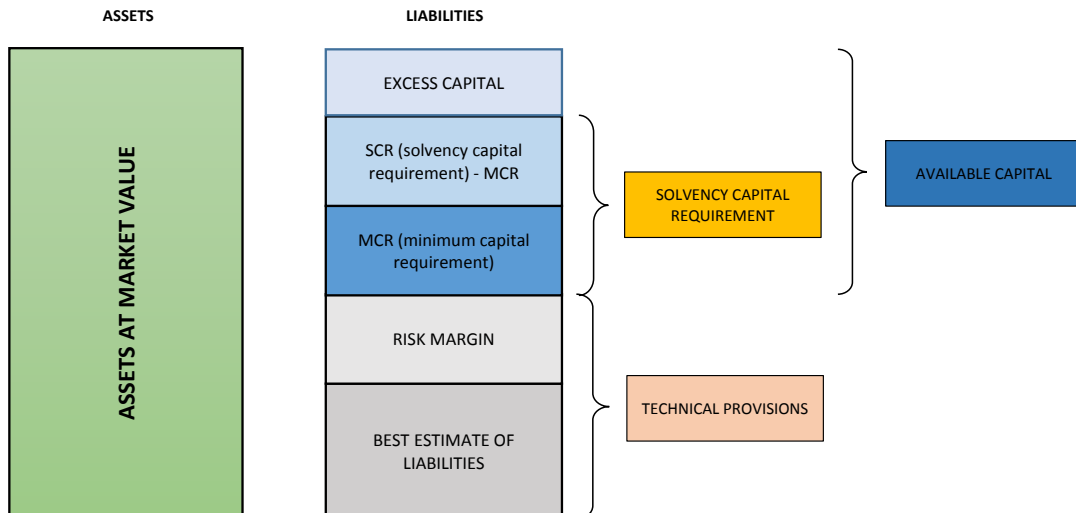 ASSETS
LIABILITIES
ASSETS AT MARKET VALUE
EXCESS CAPITAL
SCR (solvency capital
requirement) - MCR
MCR (minimum capital
requirement)
RISK MARGIN
BEST ESTIMATE OF
LIABILITIES
SOLVENCY CAPITAL
REQUIREMENT
TECHNICAL PROVISIONS
AVAILABLE CAPITAL